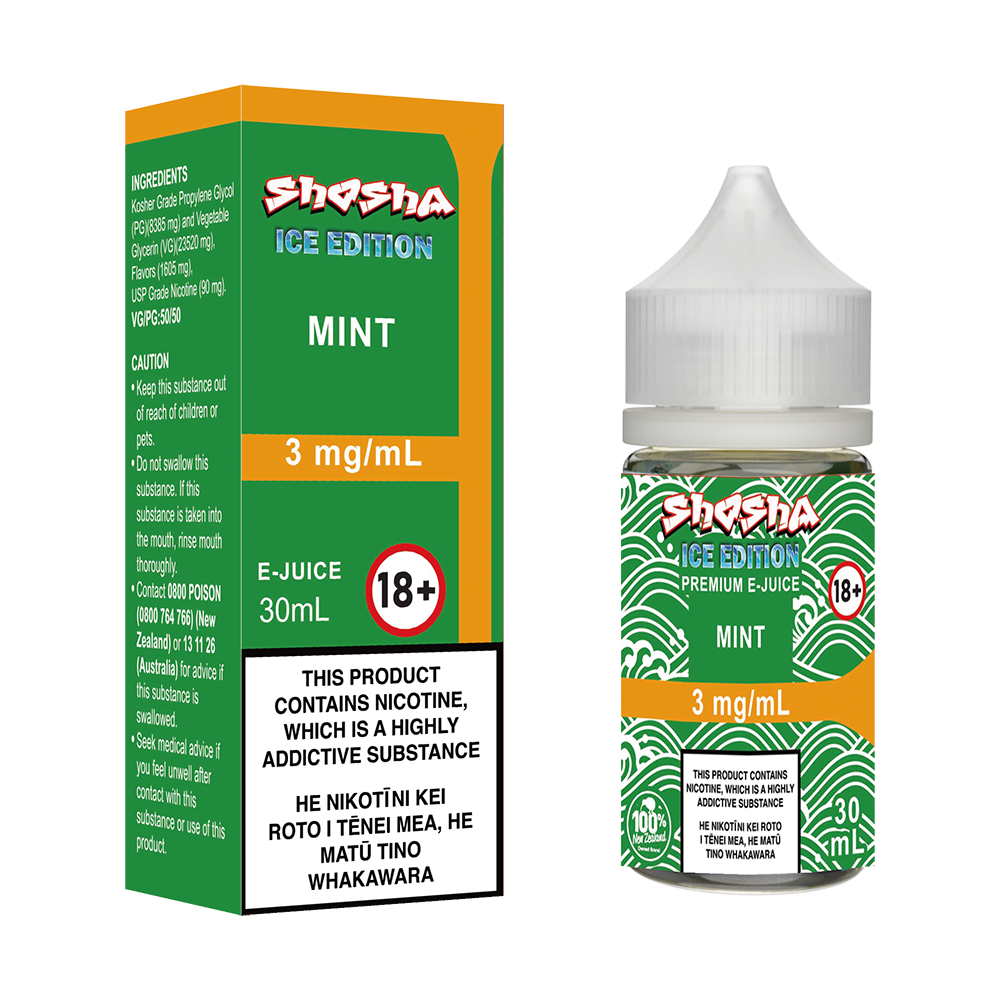 INGREDIENTS
Kosher Grade Propylene Glycol
(PG)(8385 mg) and Vegetable
Glycerin (VG)(23520 mg),
Flavors (1605 mg),
USP Grade Nicotine (90 mg).
VG/PG:50/50
CAUTION
• Keep this substance out
of reach of children or
pets.
• Do not swallow this
substance. If this
substance is taken into
the mouth, rinse mouth
thoroughly.
• Contact 0800 POISON
(0800 764 766) (New
Zealand) or 13 11 26
(Australia) for advice if
this substance is
swallowed.
• Seek medical advice if
you feel unwell after
contact with this
substance or use of this
product.
SHOSHA
ICE EDITION
MINT
3 mg/mL
E-JUICE
30mL
18+
THIS PRODUCT
CONTAINS NICOTINE,
WHICH IS A HIGHLY
ADDICTIVE SUBSTANCE
HE NIKOTĪNI KEI
ROTO I TĒNEI MEA, HE
MATŪ TINO
WHAKAWARA
SHOSHA
ICE EDITION
PREMIUM E-JUICE
18+
MINT
3 mg/mL
THIS PRODUCT CONTAINS
NICOTINE, WHICH IS A HIGHLY
ADDICTIVE SUBSTANCE
HE NIKOTĪNI KEI ROTO
I TĒNEI MEA, HE MATŪ
TINO WHAKAWARA
100%
New Zealand
Owned Brand
30
mL